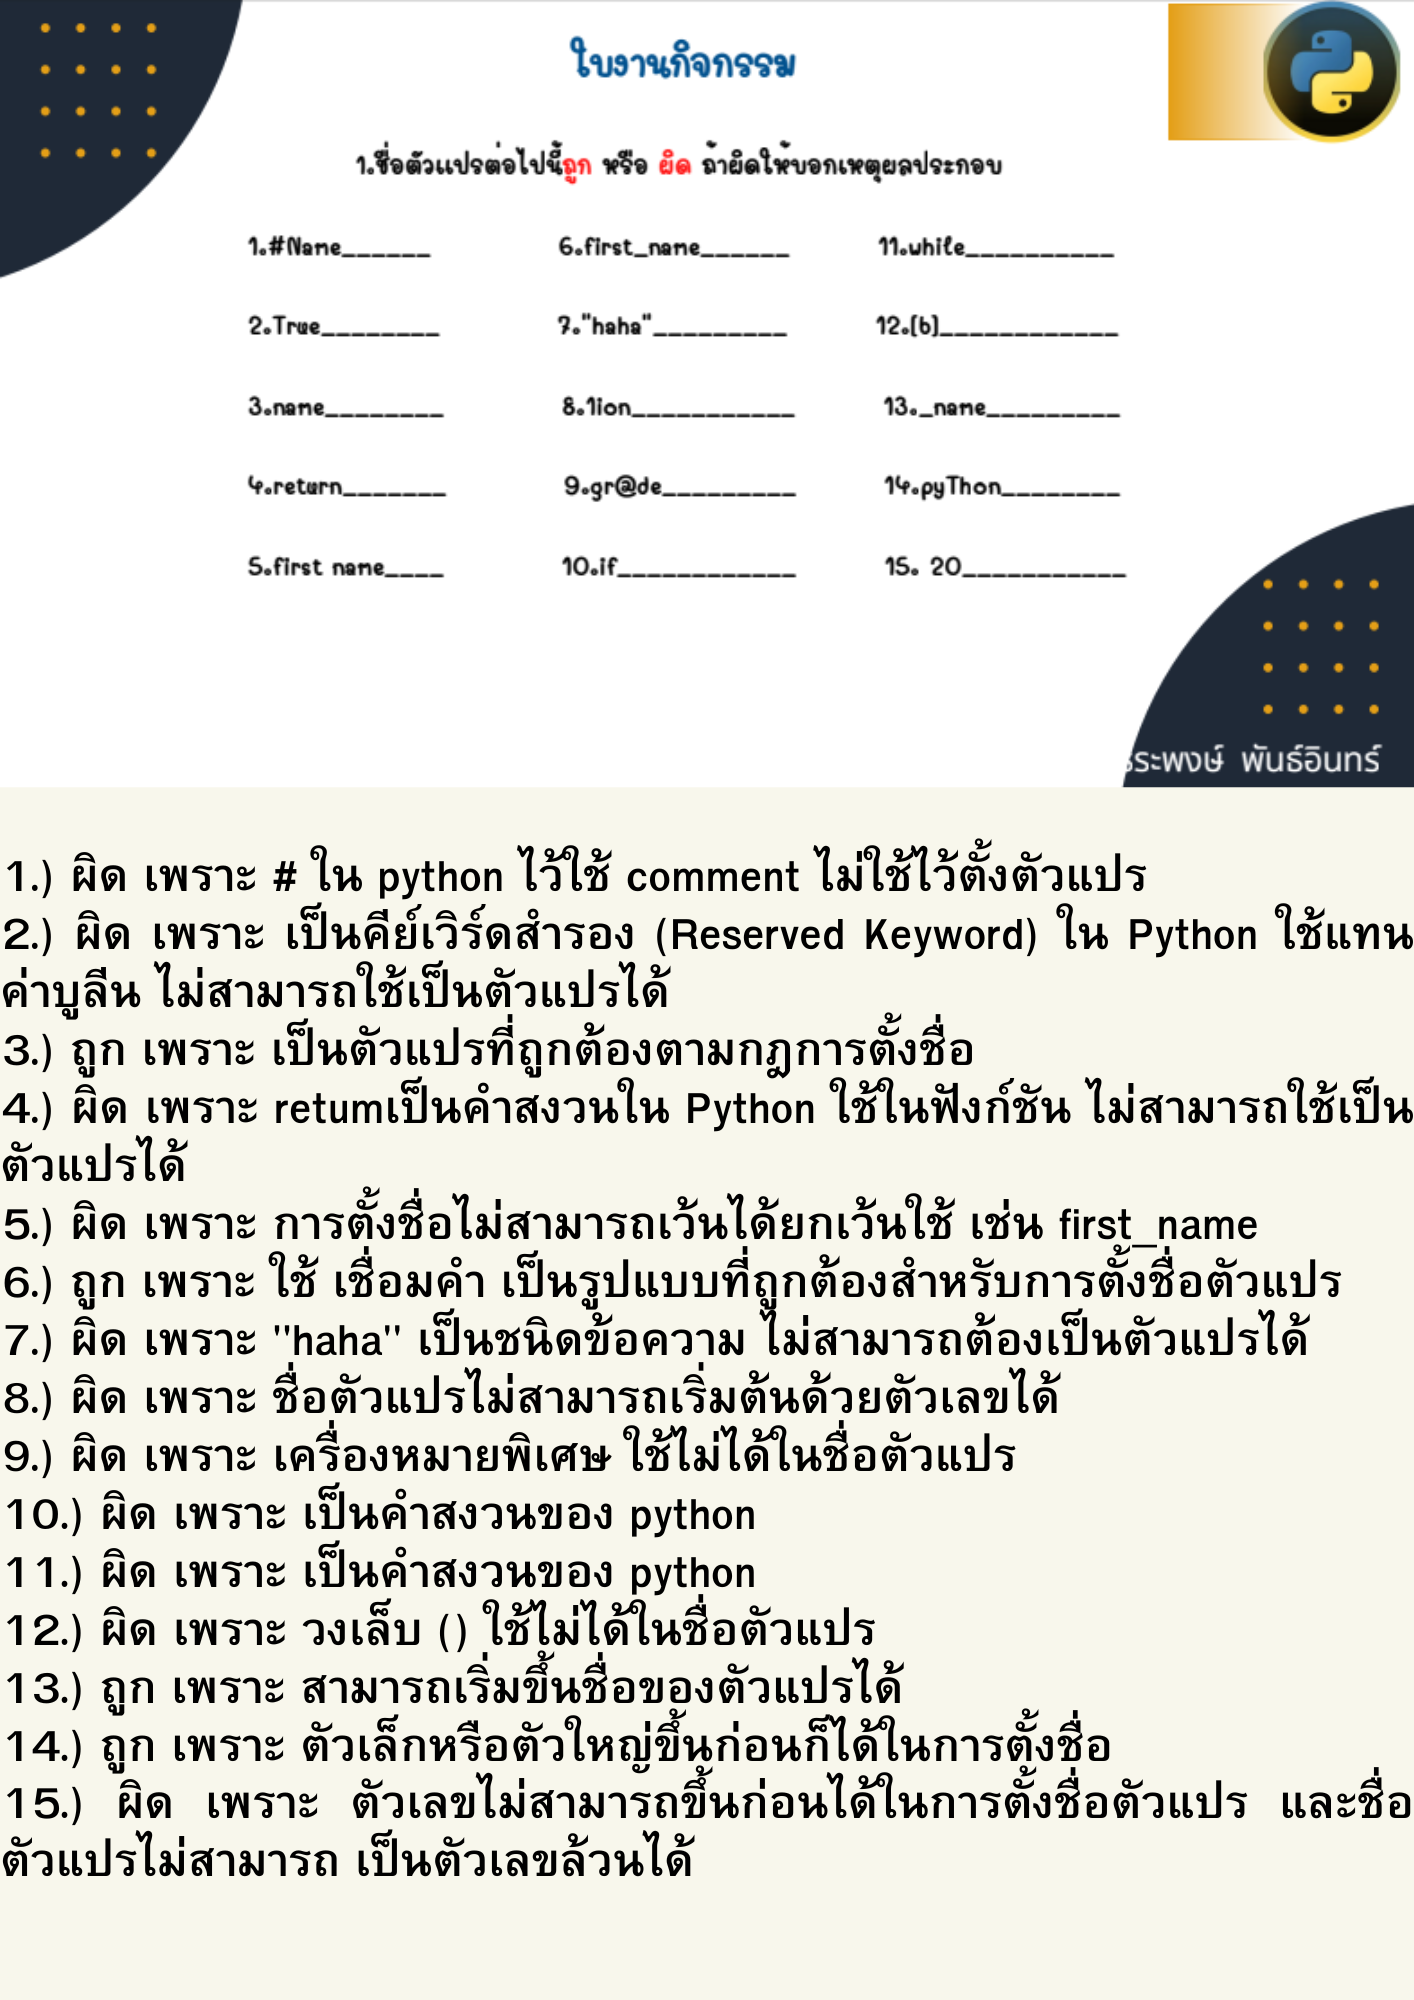 ใบงานกิจกรรม
1.ชื่อตัวแปรต่อไปนี้ถูก หรือ ผิด ถ้าผิดให้บอกเหตุผลประกอบ
1.#Name______ 6.first_name______ 11.while__________
2.True________ 7."haha"_________ 12.(b)____________
3.name________ 8.1ion___________ 13._name_________
4.return_______ 9.gr@de_________ 14.pyThon________
5.first name____ 10.if____________ 15. 20___________
ระพงษ์ พันธ์อินทร์
1.) ผิด เพราะ # ใน python ไว้ใช้ comment ไม่ใช้ไว้ตั้งตัวแปร
2.) ผิด เพราะ เป็นคีย์เวิร์ดสำรอง (Reserved Keyword) ใน Python ใช้แทน
ค่าบูลีน ไม่สามารถใช้เป็นตัวแปรได้
3.) ถูก เพราะ เป็นตัวแปรที่ถูกต้องตามกฎการตั้งชื่อ
4.) ผิด เพราะ retumเป็นคำสงวนใน Python ใช้ในฟังก์ชัน ไม่สามารถใช้เป็น
ตัวแปรได้
5.) ผิด เพราะ การตั้งชื่อไม่สามารถเว้นได้ยกเว้นใช้ เช่น first_name
6.) ถูก เพราะ ใช้ เชื่อมคำ เป็นรูปแบบที่ถูกต้องสำหรับการตั้งชื่อตัวแปร
7.) ผิด เพราะ ''haha'' เป็นชนิดข้อความ ไม่สามารถต้องเป็นตัวแปรได้
8.) ผิด เพราะ ชื่อตัวแปรไม่สามารถเริ่มต้นด้วยตัวเลขได้
9.) ผิด เพราะ เครื่องหมายพิเศษ ใช้ไม่ได้ในชื่อตัวแปร
10.) ผิด เพราะ เป็นคำสงวนของ python
11.) ผิด เพราะ เป็นคำสงวนของ python
12.) ผิด เพราะ วงเล็บ () ใช้ไม่ได้ในชื่อตัวแปร
13.) ถูก เพราะ สามารถเริ่มขึ้นชื่อของตัวแปรได้
14.) ถูก เพราะ ตัวเล็กหรือตัวใหญ่ขึ้นก่อนก็ได้ในการตั้งชื่อ
15.) ผิด เพราะ ตัวเลขไม่สามารถขึ้นก่อนได้ในการตั้งชื่อตัวแปร และชื่อ
ตัวแปรไม่สามารถ เป็นตัวเลขล้วนได้